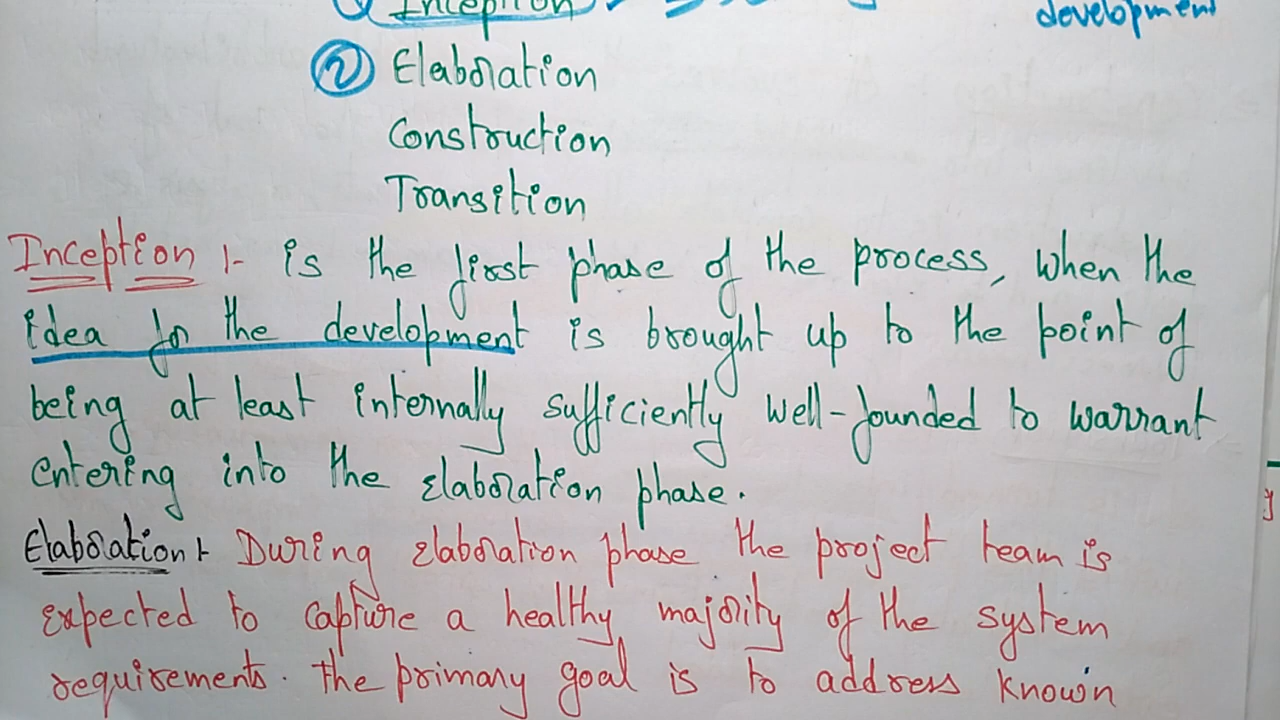 Inception
development
② Elaboration
Construction
Transition
Inception :- is the first phase of the process, when the
idea for the development is brought up to the point of
being at least internally sufficiently well-founded to warrant
entering into the elaboration phase.
Elaboration :- During elaboration phase the project team is
expected to capture a healthy majority of the system
requirements. the primary goal is to address known